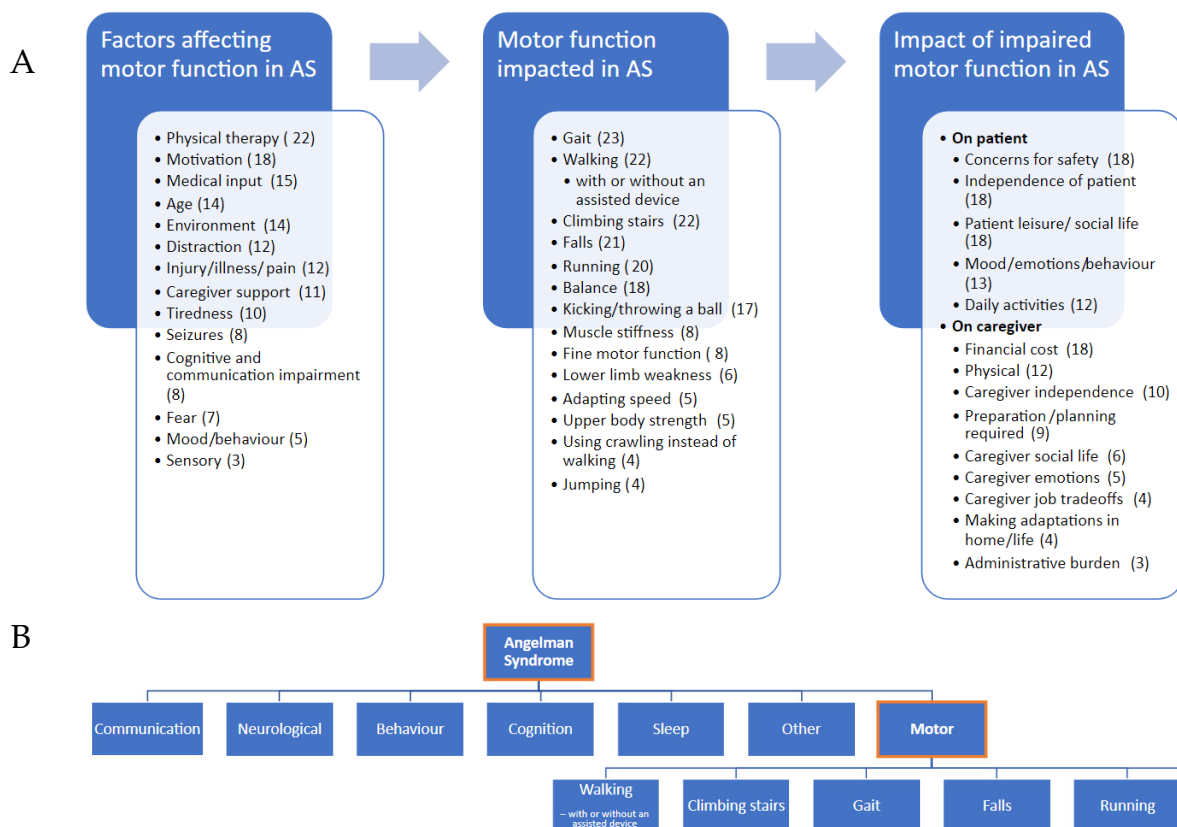 A
Factors affecting
motor function in AS
• Physical therapy ( 22)
• Motivation (18)
• Medical input (15)
• Age (14)
• Environment (14)
• Distraction (12)
• Injury/illness/ pain (12)
• Caregiver support (11)
• Tiredness (10)
• Seizures (8)
• Cognitive and
communication impairment
(8)
• Fear (7)
• Mood/behaviour (5)
• Sensory (3)
Motor function
impacted in AS
• Gait (23)
• Walking (22)
• with or without an
assisted device
• Climbing stairs (22)
• Falls (21)
• Running (20)
• Balance (18)
• Kicking/throwing a ball (17)
• Muscle stiffness (8)
• Fine motor function ( 8)
• Lower limb weakness (6)
• Adapting speed (5)
• Upper body strength (5)
• Using crawling instead of
walking (4)
• Jumping (4)
Impact of impaired
motor function in AS
• On patient
• Concerns for safety (18)
• Independence of patient
(18)
• Patient leisure/ social life
(18)
• Mood/emotions/behaviour
(13)
• Daily activities (12)
• On caregiver
• Financial cost (18)
• Physical (12)
• Caregiver independence (10)
• Preparation /planning
required (9)
• Caregiver social life (6)
• Caregiver emotions (5)
• Caregiver job tradeoffs (4)
• Making adaptations in
home/life (4)
• Administrative burden (3)
B
Angelman
Syndrome
Communication
Neurological
Behaviour
Cognition
Sleep
Other
Motor
Walking
– with or without an
assisted device
Climbing stairs
Gait
Falls
Running